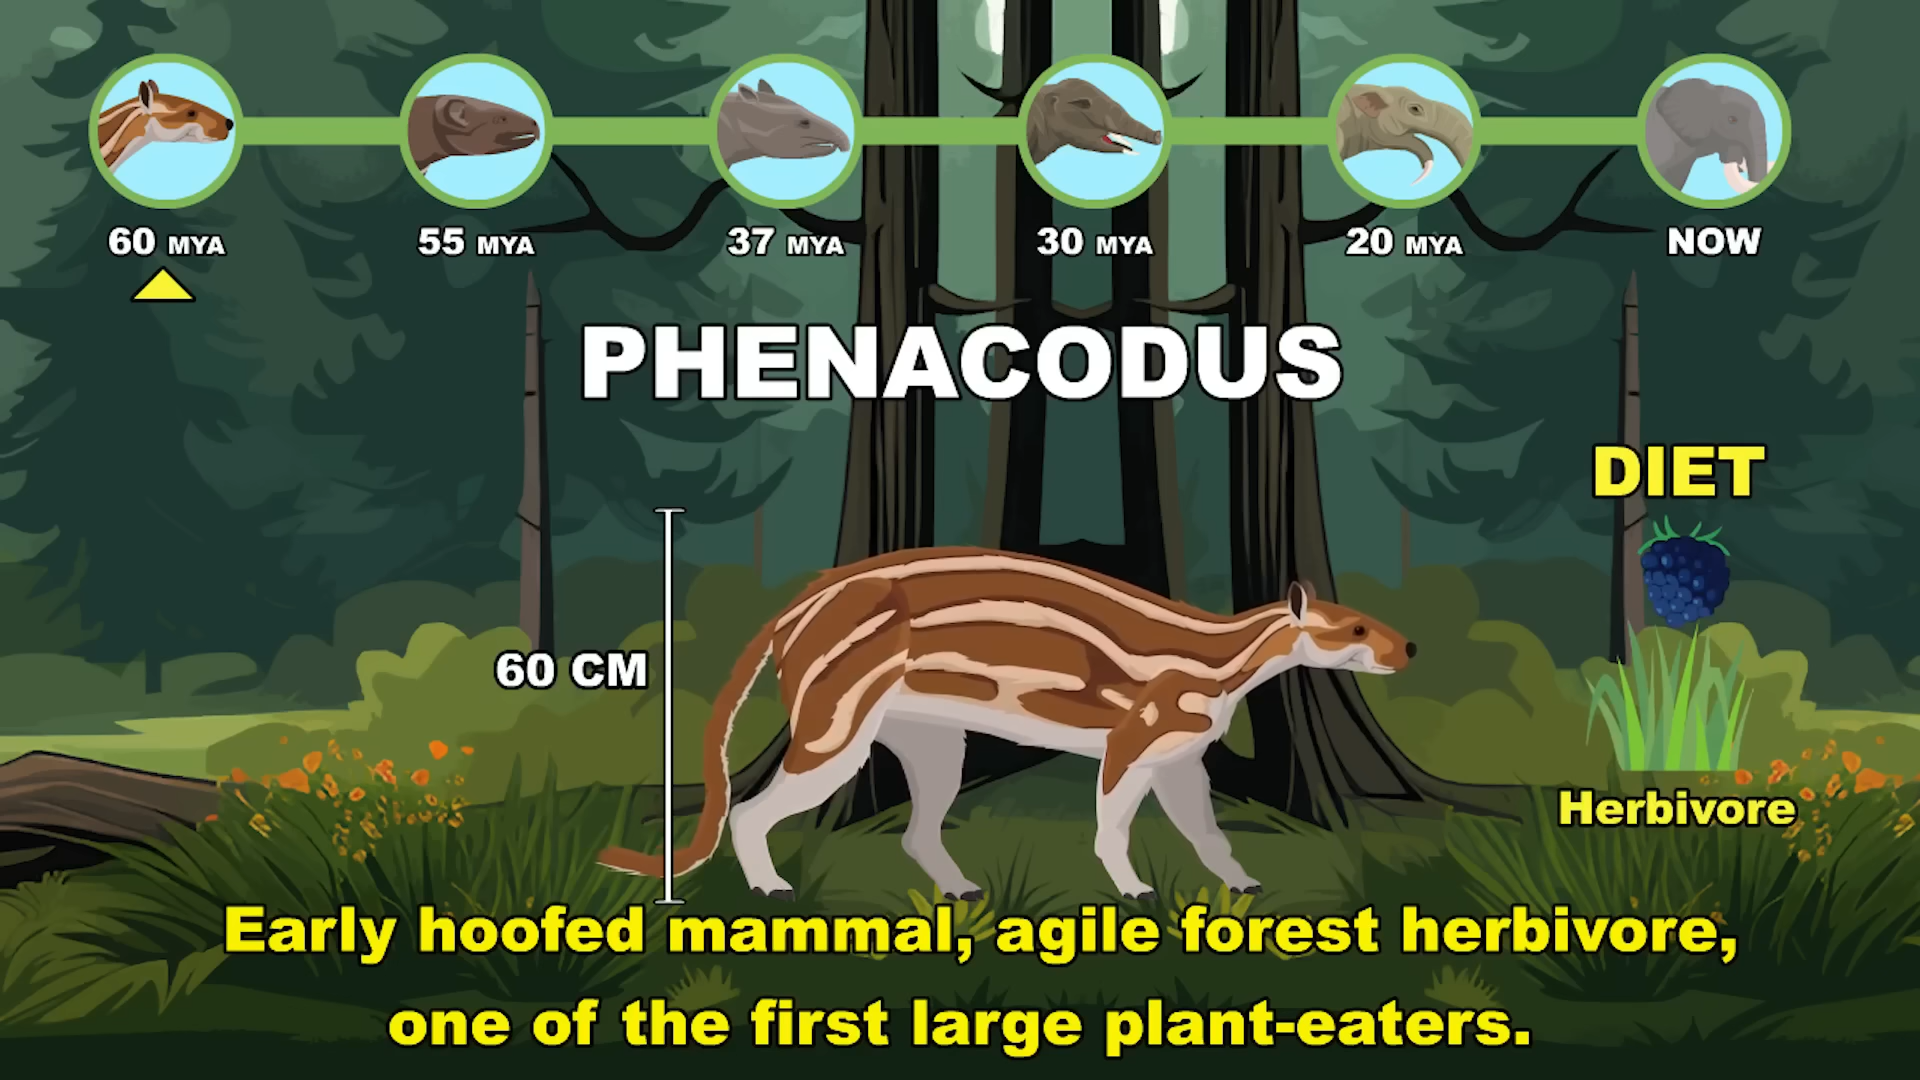 60 MYA
55 MYA
37 MYA
30 MYA
20 MYA
NOW
PHENACODUS
DIET
60 CM
Herbivore
Early hoofed mammal, agile forest herbivore,
one of the first large plant-eaters.